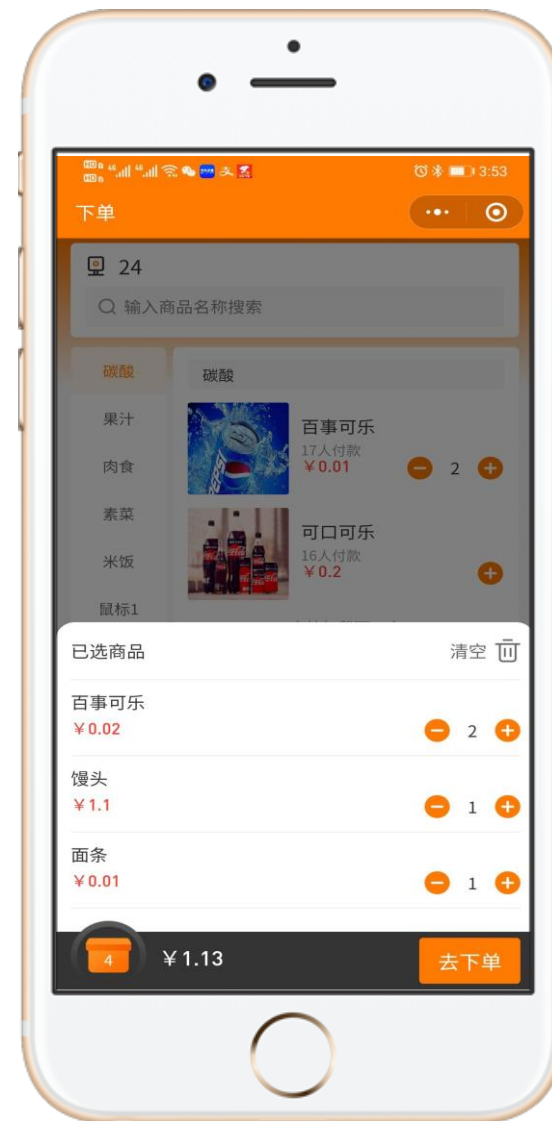 3:53
下单
24
输入商品名称搜索
碳酸
果汁
肉食
素菜
米饭
鼠标1
碳酸
PEPSI
百事可乐
17人付款
￥0.01
2
可口可乐
16人付款
￥0.2
已选商品
清空
百事可乐
￥0.02
2
馒头
￥1.1
1
面条
￥0.01
1
4
￥1.13
去下单